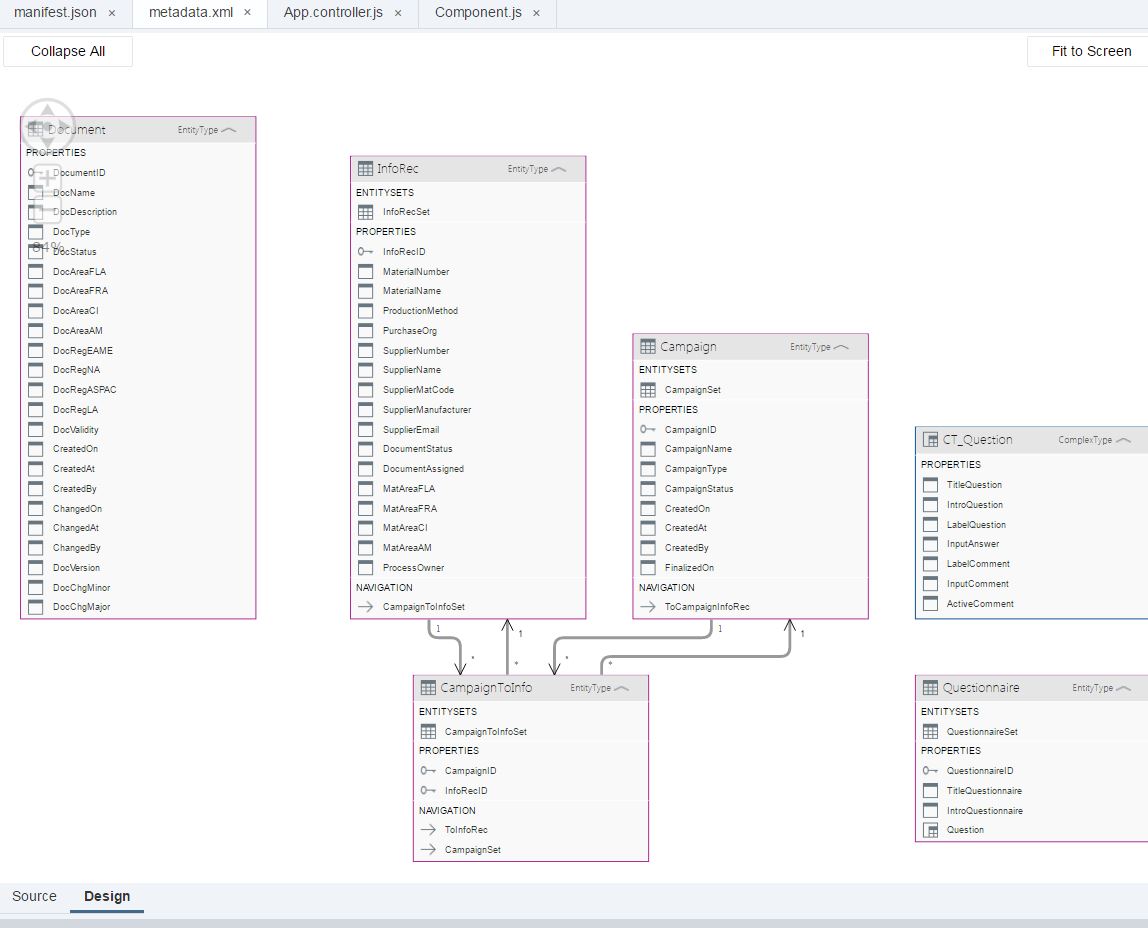 manifest.json ×
metadata.xml ×
App.controller.js ×
Component.js ×
Collapse All
Fit to Screen
Document EntityType
PROPERTIES
DocumentID
DocName
DocDescription
DocType
84%
DocStatus
DocAreaFLA
DocAreaFRA
DocAreaCI
DocAreaAM
DocRegEAME
DocRegNA
DocRegASPAC
DocRegLA
DocValidity
CreatedOn
CreatedAt
CreatedBy
ChangedOn
ChangedAt
ChangedBy
DocVersion
DocChgMinor
DocChgMajor
InfoRec EntityType
ENTITYSETS
InfoRecSet
PROPERTIES
InfoRecID
MaterialNumber
MaterialName
ProductionMethod
PurchaseOrg
SupplierNumber
SupplierName
SupplierMatCode
SupplierManufacturer
SupplierEmail
DocumentStatus
DocumentAssigned
MatAreaFLA
MatAreaFRA
MatAreaCI
MatAreaAM
ProcessOwner
NAVIGATION
CampaignToInfoSet
Campaign EntityType
ENTITYSETS
CampaignSet
PROPERTIES
CampaignID
CampaignName
CampaignType
CampaignStatus
CreatedOn
CreatedAt
CreatedBy
FinalizedOn
NAVIGATION
ToCampaignInfoRec
1 1 1 1
* * * *
CampaignToInfo EntityType
ENTITYSETS
CampaignToInfoSet
PROPERTIES
CampaignID
InfoRecID
NAVIGATION
ToInfoRec
CampaignSet
CT_Question ComplexType
PROPERTIES
TitleQuestion
IntroQuestion
LabelQuestion
InputAnswer
LabelComment
InputComment
ActiveComment
Questionnaire EntityType
ENTITYSETS
QuestionnaireSet
PROPERTIES
QuestionnaireID
TitleQuestionnaire
IntroQuestionnaire
Question
Source Design